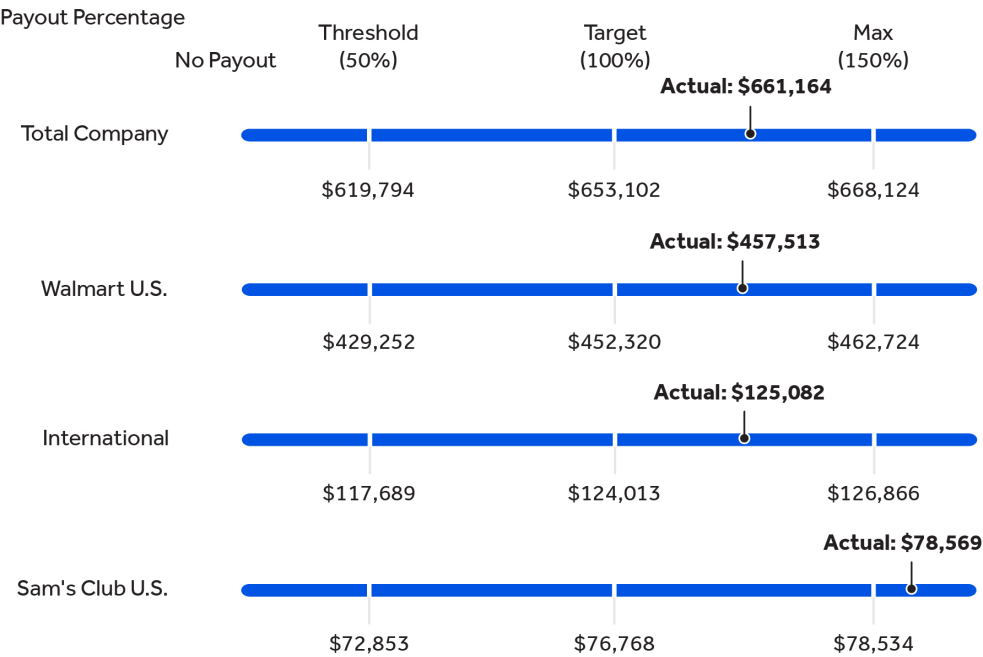 Payout Percentage
No Payout
Threshold
(50%)
Target
(100%)
Max
(150%)
Actual: $661,164
Total Company
$619,794
$653,102
$668,124
Actual: $457,513
Walmart U.S.
$429,252
$452,320
$462,724
Actual: $125,082
International
$117,689
$124,013
$126,866
Actual: $78,569
Sam's Club U.S.
$72,853
$76,768
$78,534